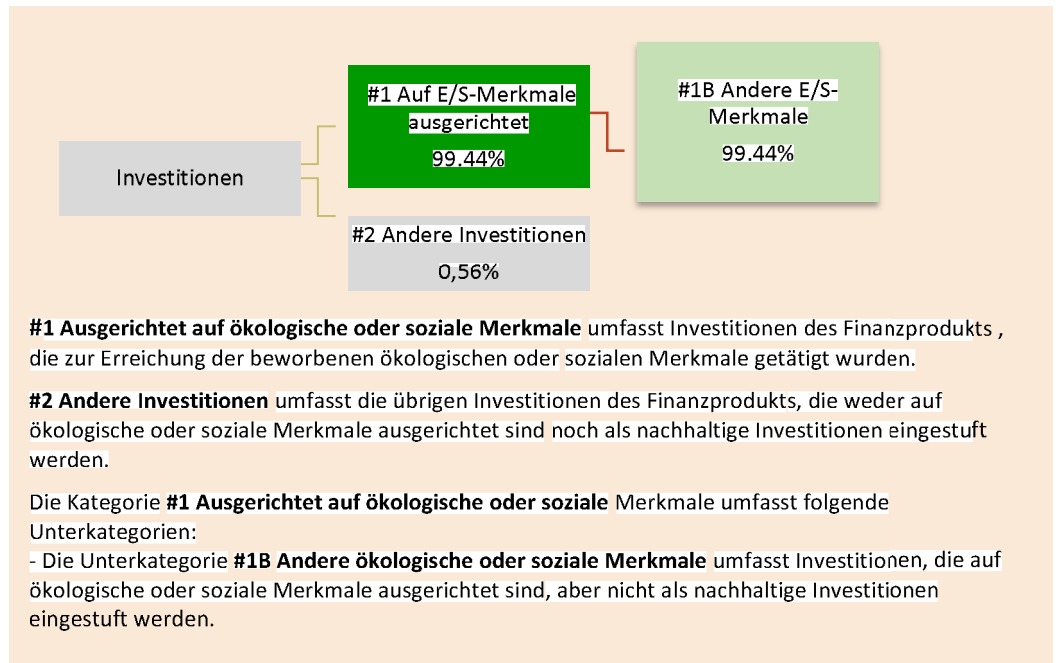 Investitionen
#1 Auf E/S-Merkmale
ausgerichtet
99.44%
#1B Andere E/S-
Merkmale
99.44%
#2 Andere Investitionen
0,56%
#1 Ausgerichtet auf ökologische oder soziale Merkmale umfasst Investitionen des Finanzprodukts ,
die zur Erreichung der beworbenen ökologischen oder sozialen Merkmale getätigt wurden.
#2 Andere Investitionen umfasst die übrigen Investitionen des Finanzprodukts, die weder auf
ökologische oder soziale Merkmale ausgerichtet sind noch als nachhaltige Investitionen eingestuft
werden.
Die Kategorie #1 Ausgerichtet auf ökologische oder soziale Merkmale umfasst folgende
Unterkategorien:
- Die Unterkategorie #1B Andere ökologische oder soziale Merkmale umfasst Investitionen, die auf
ökologische oder soziale Merkmale ausgerichtet sind, aber nicht als nachhaltige Investitionen
eingestuft werden.